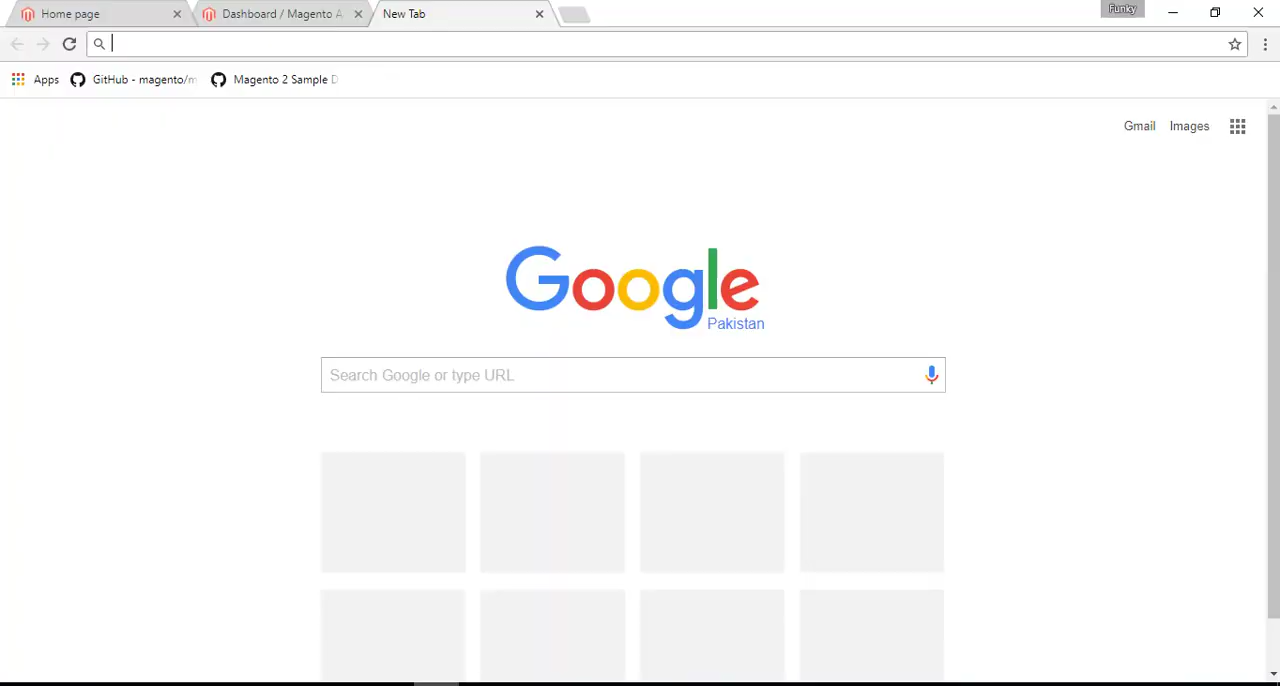 Home page
Dashboard / Magento A
New Tab
Funky
Apps
GitHub - magento/m
Magento 2 Sample D
Gmail
Images
Google
Pakistan
Search Google or type URL